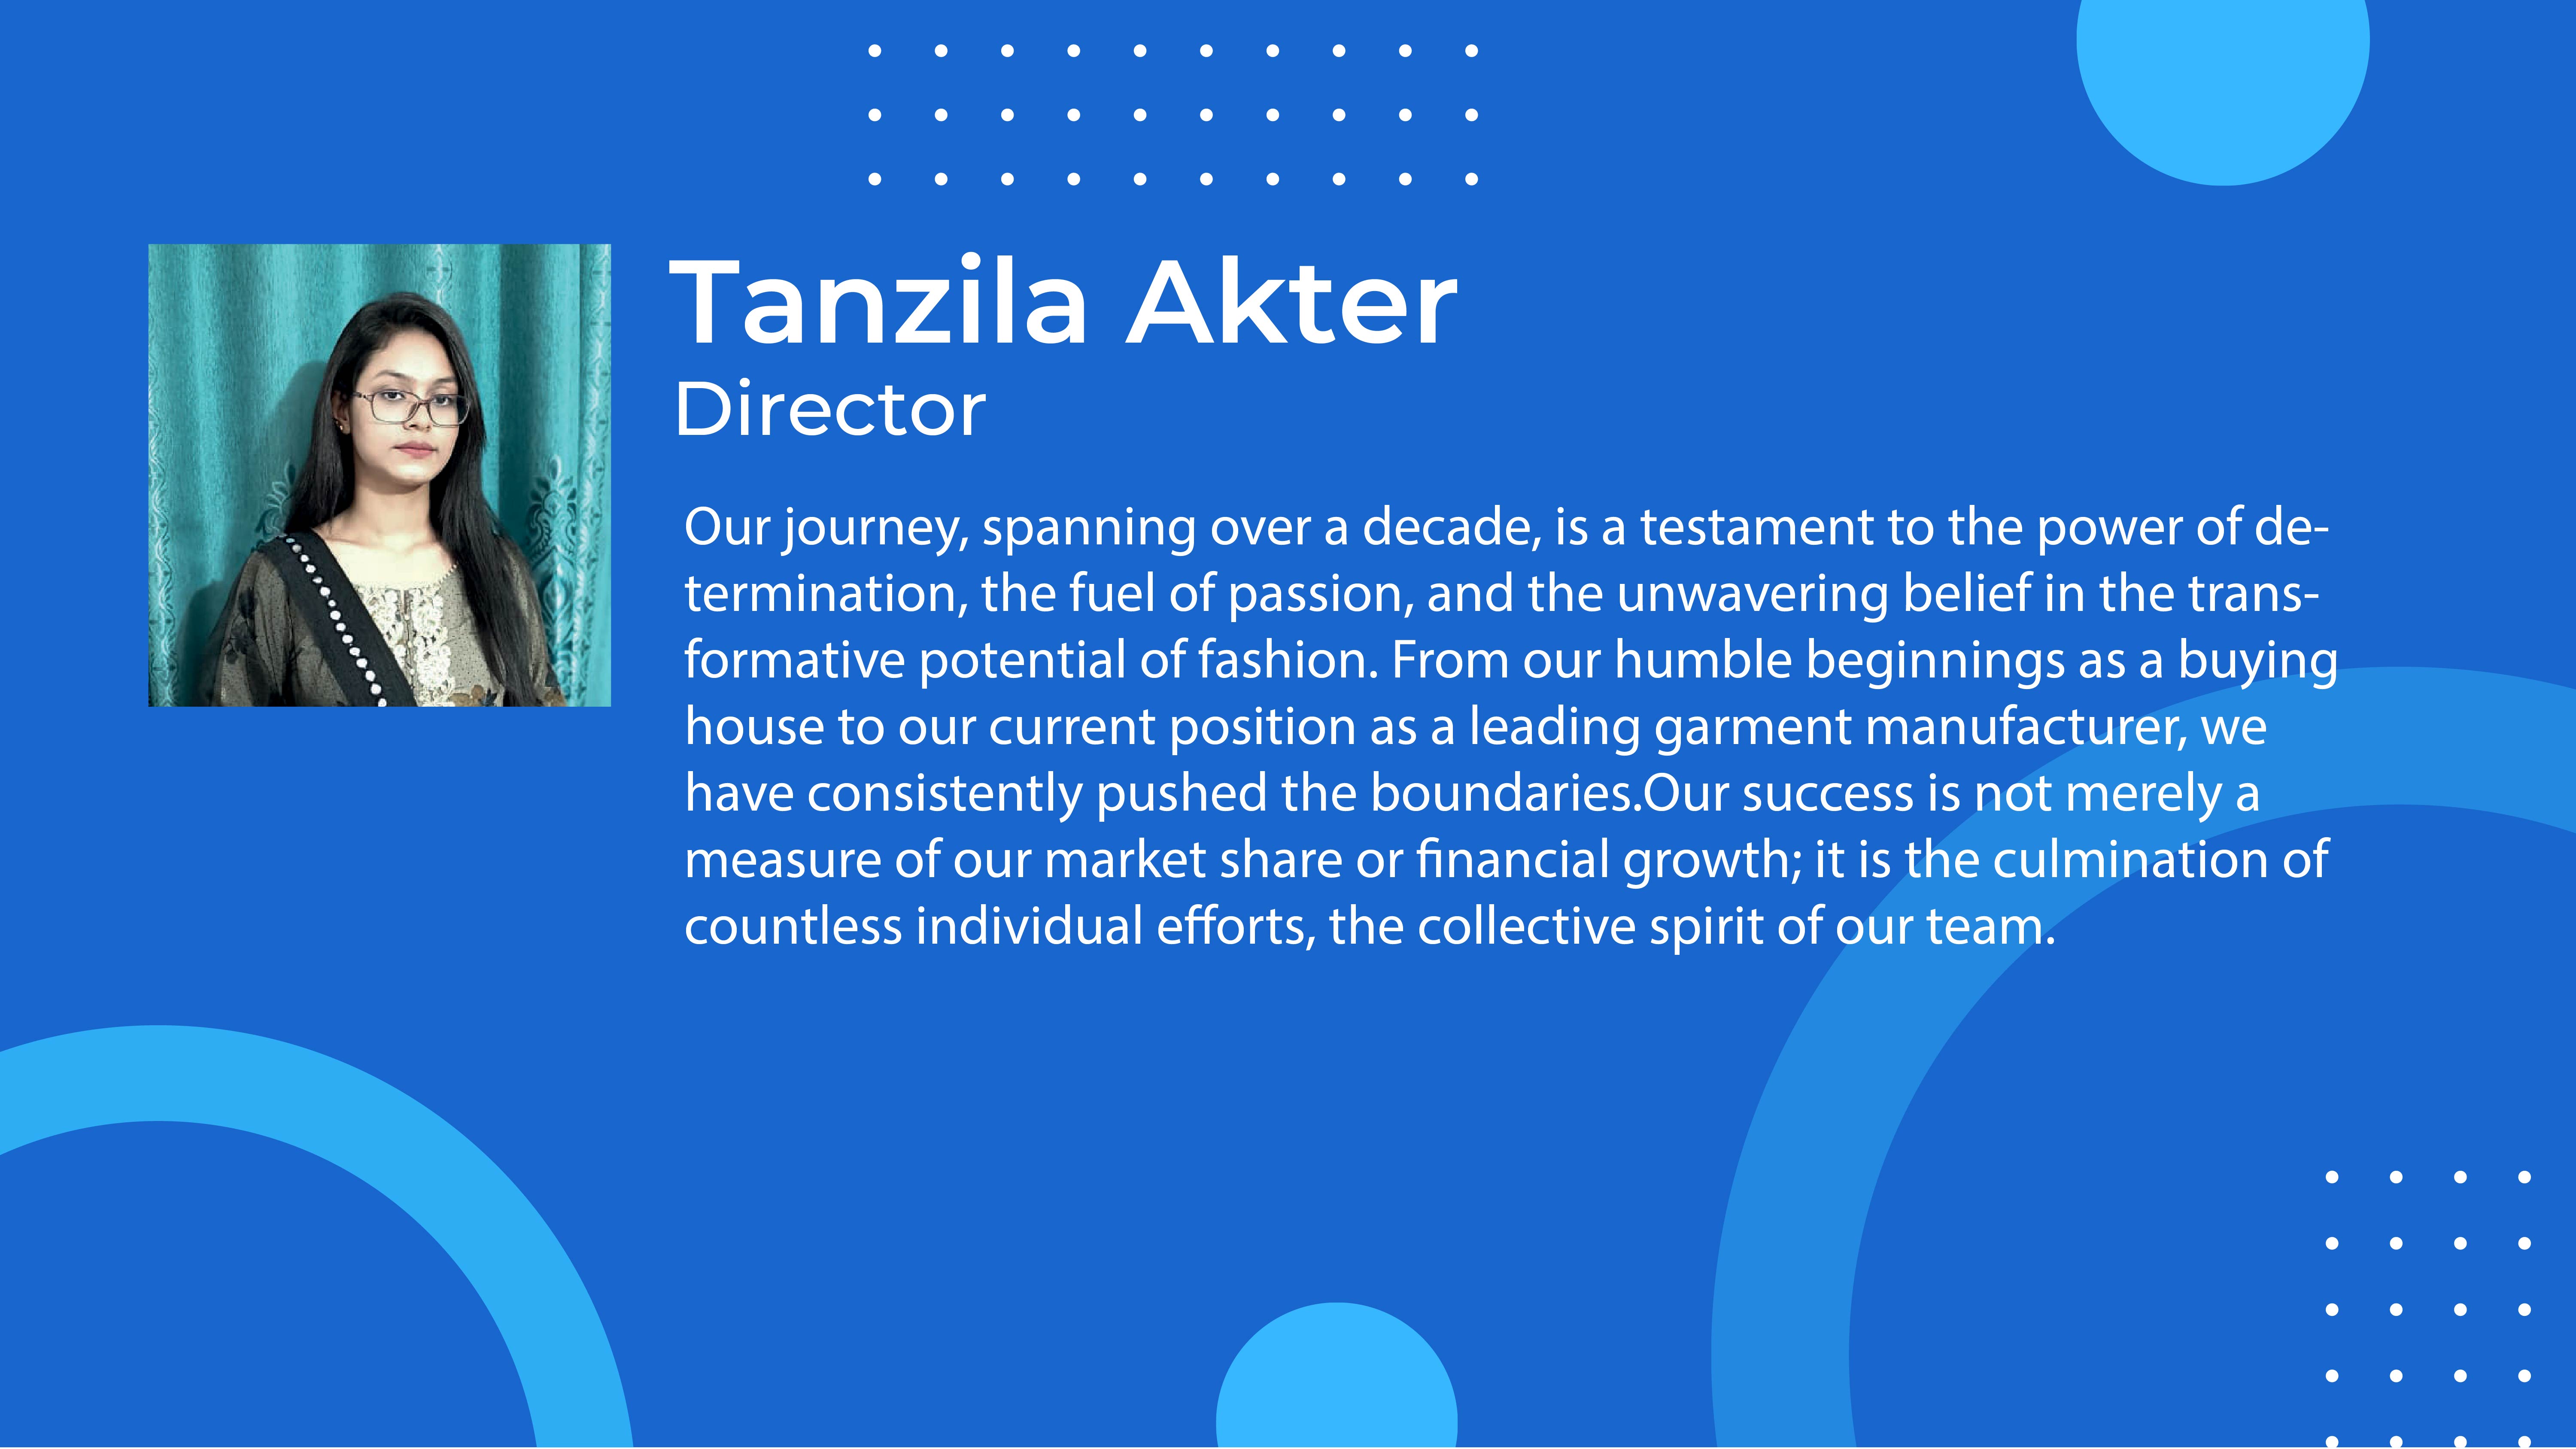 Tanzila Akter
Director
Our journey, spanning over a decade, is a testament to the power of de-
termination, the fuel of passion, and the unwavering belief in the trans-
formative potential of fashion. From our humble beginnings as a buying
house to our current position as a leading garment manufacturer, we
have consistently pushed the boundaries.Our success is not merely a
measure of our market share or financial growth; it is the culmination of
countless individual efforts, the collective spirit of our team.